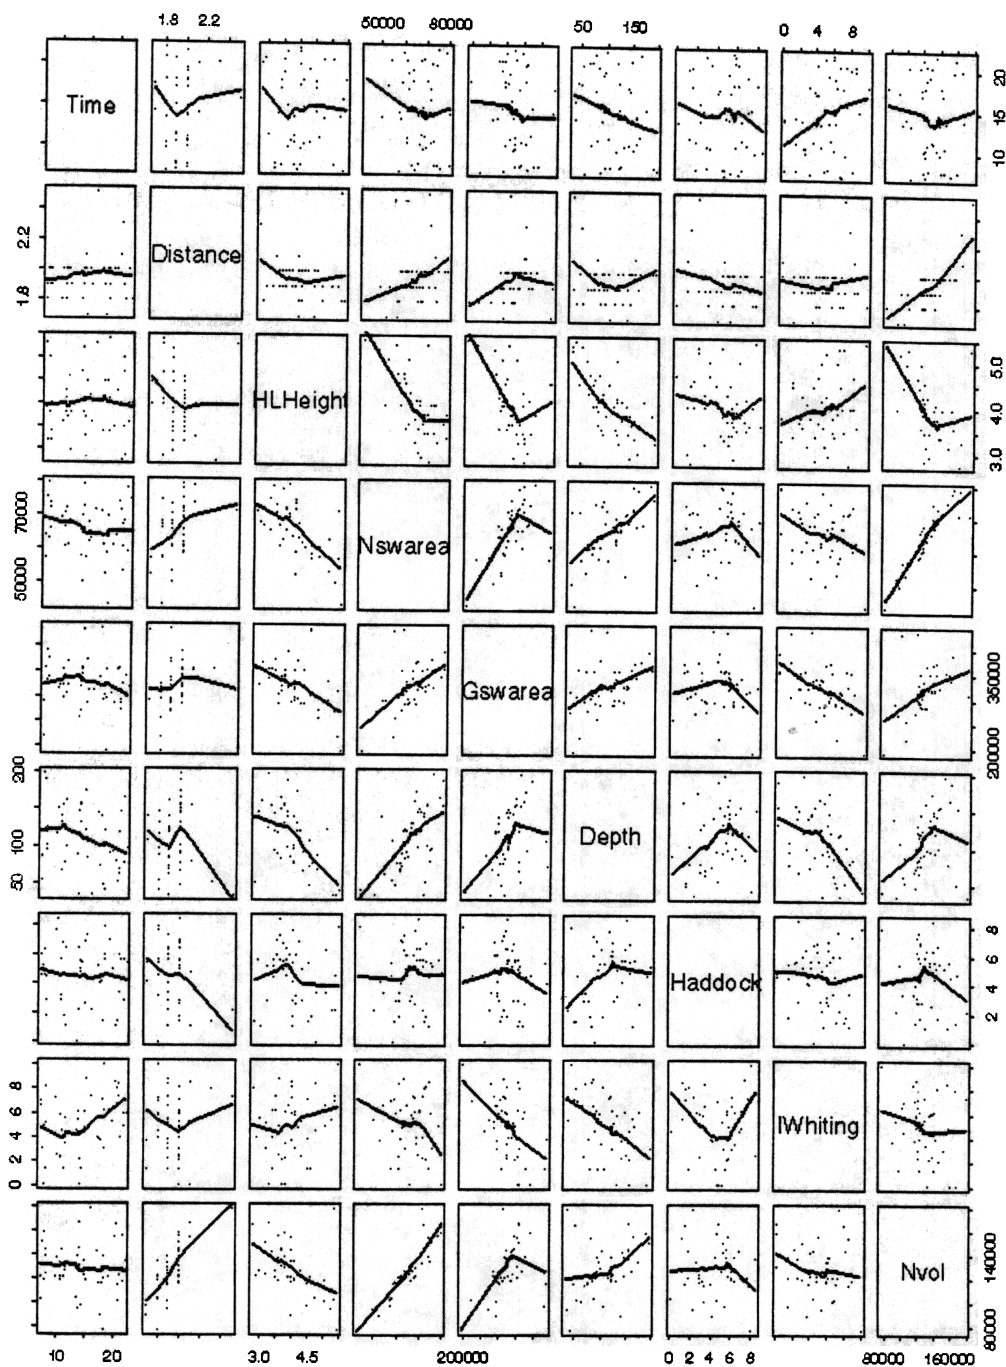 1.8 2.2
50000 80000
50 150
0 4 8
Time
10 15 20
1.8 2.2
Distance
HLHeight
3.0 4.0 5.0
50000 70000
Nswarea
Gswarea
200000 350000
50 100 200
Depth
Haddock
2 4 6 8
0 2 4 6 8
lWhiting
Nvol
80000 140000
10 20
3.0 4.5
200000
0 2 4 6 8
80000 160000